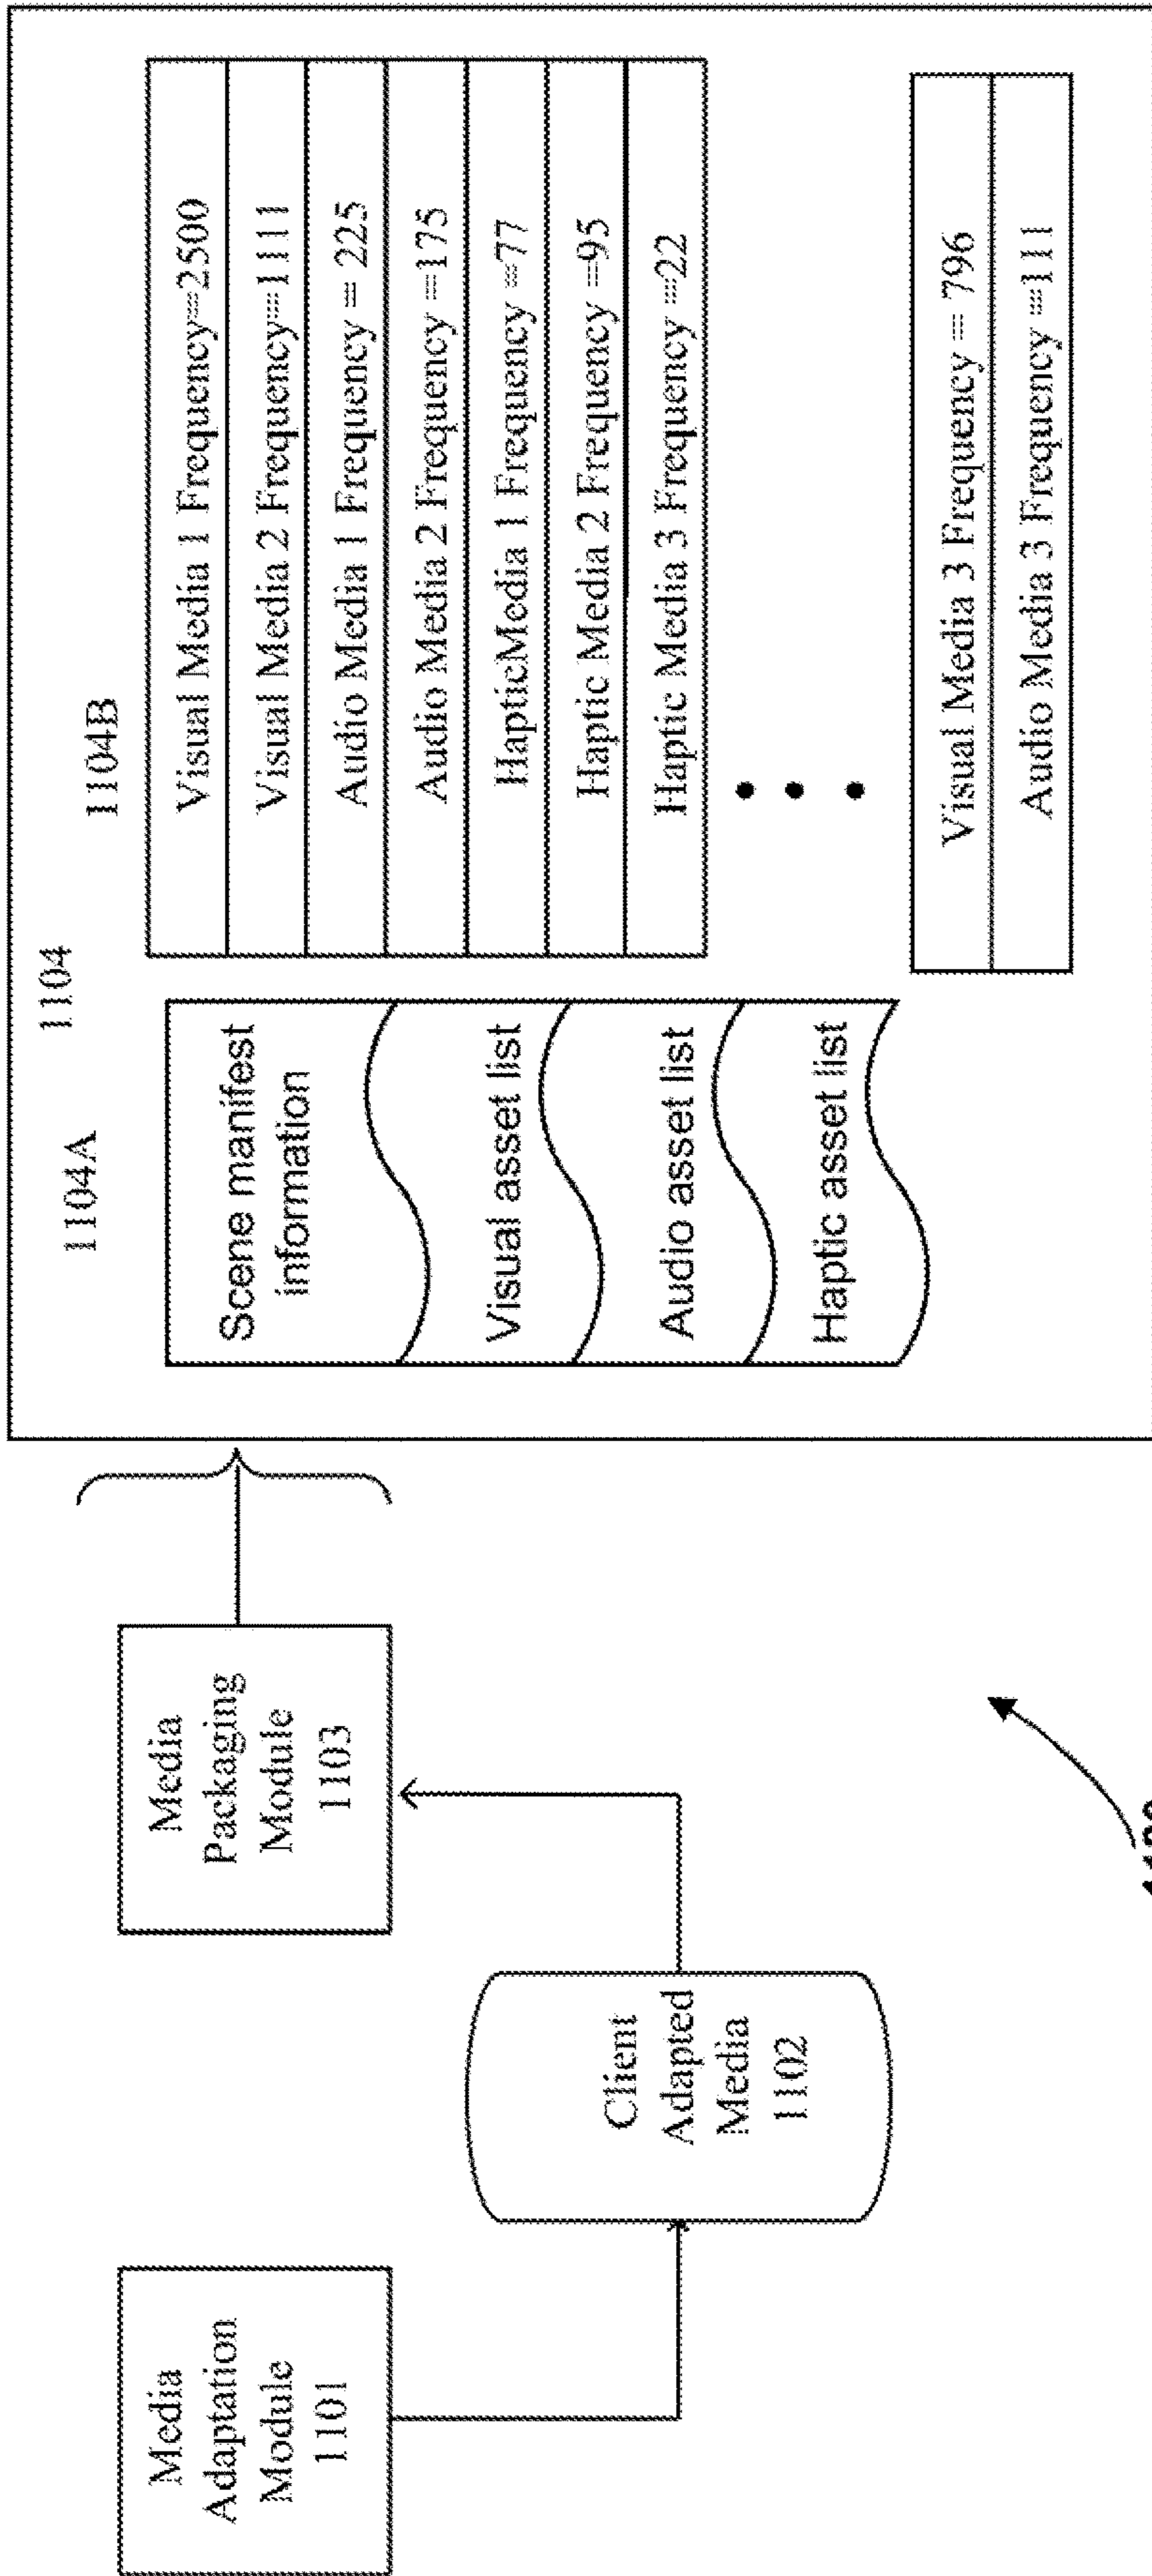 Media
Adaptation
Module
1101
Client
Adapted
Media
1102
Media
Packaging
Module
1103
1104
1104A
1104B
Scene manifest
information
Visual asset list
Audio asset list
Haptic asset list
Visual Media 1 Frequency=2500
Visual Media 2 Frequency=1111
Audio Media 1 Frequency = 225
Audio Media 2 Frequency =175
HapticMedia 1 Frequency =77
Haptic Media 2 Frequency =95
Haptic Media 3 Frequency =22
Visual Media 3 Frequency = 796
Audio Media 3 Frequency =111